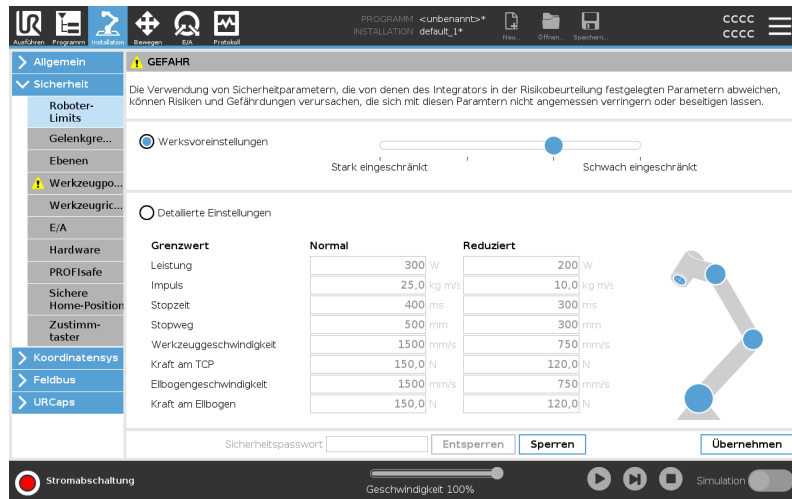 UR
PROGRAMM <unbenannt>*
INSTALLATION default_1*
Ausführen Programm Installation Bewegen E/A Protokoll
Neu... Öffnen... Speichern...
CCCC
CCCC
Allgemein
Sicherheit
Roboter-
Limits
Gelenkgre...
Ebenen
Werkzeugpo...
Werkzeugric...
E/A
Hardware
PROFIsafe
Sichere
Home-Position
Zustimm-
taster
Koordinatensys
Feldbus
URCaps
GEFAHR
Die Verwendung von Sicherheitparametern, die von denen des Integrators in der Risikobeurteilung festgelegten Parametern abweichen,
können Risiken und Gefährdungen verursachen, die sich mit diesen Paramtern nicht angemessen verringern oder beseitigen lassen.
Werksvoreinstellungen
Stark eingeschränkt Schwach eingeschränkt
Detailierte Einstellungen
Grenzwert Normal Reduziert
Leistung 300 W 200 W
Impuls 25,0 kg m/s 10,0 kg m/s
Stopzeit 400 ms 300 ms
Stopweg 500 mm 300 mm
Werkzeuggeschwindigkeit 1500 mm/s 750 mm/s
Kraft am TCP 150,0 N 120,0 N
Ellbogengeschwindigkeit 1500 mm/s 750 mm/s
Kraft am Ellbogen 150,0 N 120,0 N
Sicherheitspasswort Entsperren Sperren Übernehmen
Stromabschaltung
Geschwindigkeit 100%
Simulation